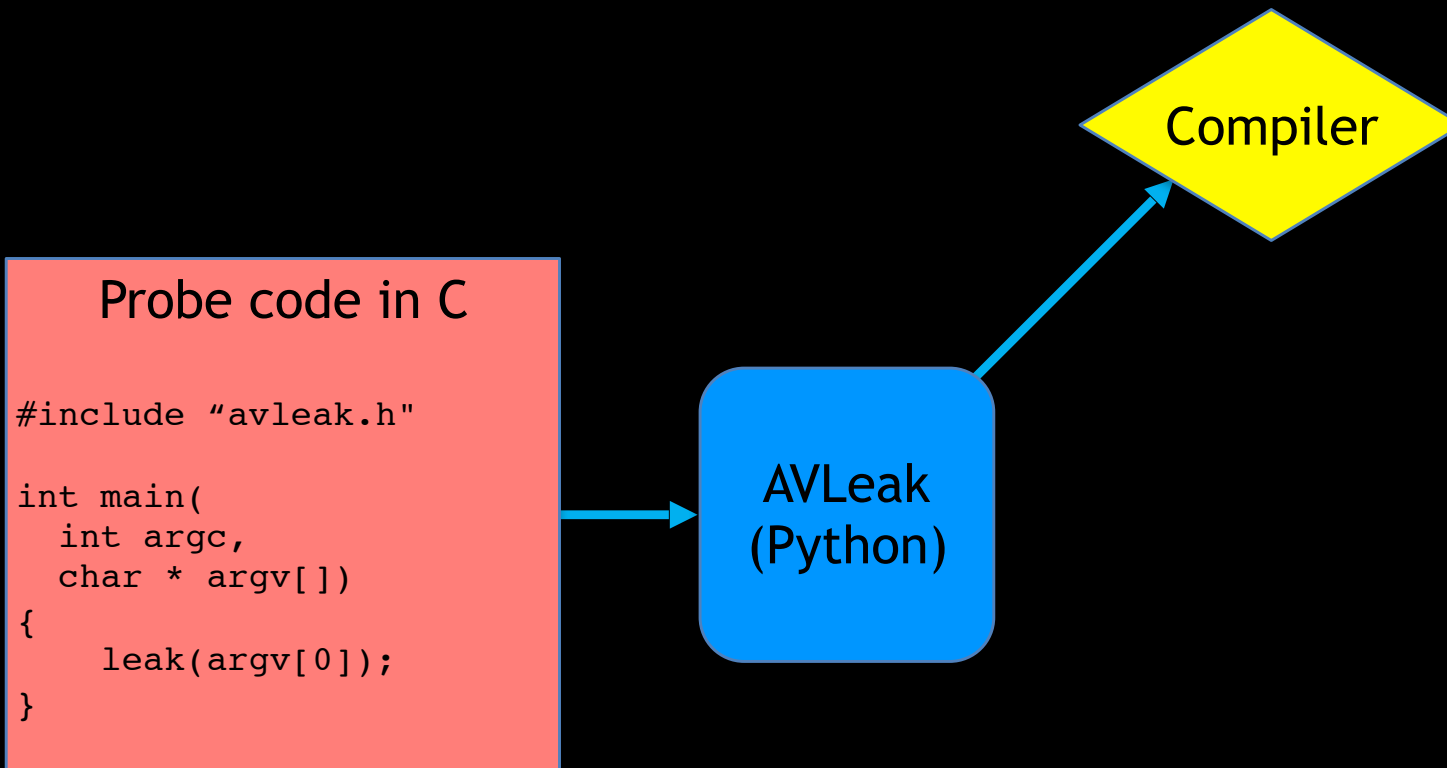 Compiler
Probe code in C
#include “avleak.h"
int main(
  int argc,
  char * argv[])
{
    leak(argv[0]);
}
AVLeak
(Python)